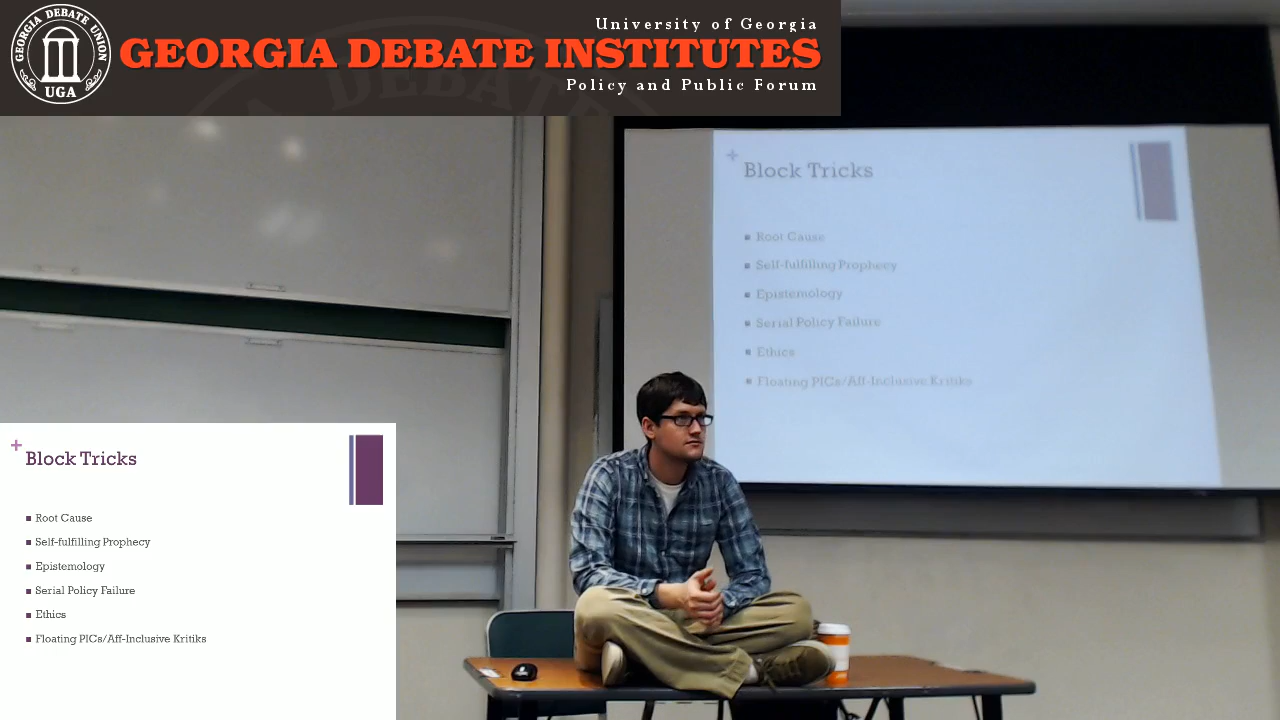 GEORGIA DEBATE UNION
UGA
University of Georgia
GEORGIA DEBATE INSTITUTES
Policy and Public Forum
+
Block Tricks
Root Cause
Self-fulfilling Prophecy
Epistemology
Serial Policy Failure
Ethics
Floating PICs/Aff-Inclusive Kritiks
+
Block Tricks
Root Cause
Self-fulfilling Prophecy
Epistemology
Serial Policy Failure
Ethics
Floating PICs/Aff-Inclusive Kritiks